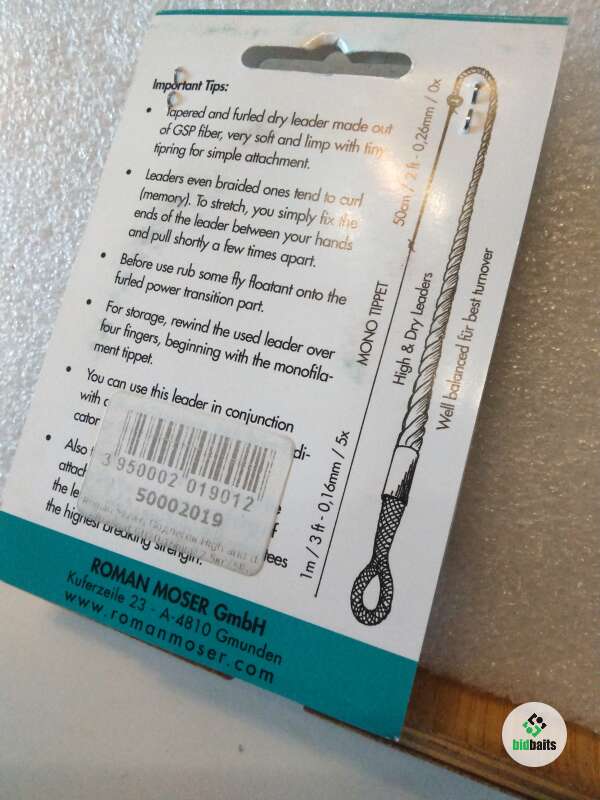 Important Tips:
• Tapered and furled dry leader made out
of GSP fiber, very soft and limp with tiny
tipring for simple attachment.
• Leaders even braided ones tend to curl
(memory). To stretch, you simply fix the
ends of the leader between your hands
and pull shortly a few times apart.
• Before use rub some fly floatant onto the
furled power transition part.
• For storage, rewind the used leader over
four fingers, beginning with the monofila-
ment tippet.
• You can use this leader in conjunction
with di-
cator
• Also
attach
the le of
the highest breaking strength. tees
3 950002 019012
50002019
High and d
ROMAN MOSER GmbH
Kuferzeile 23 - A-4810 Gmunden
www.romanmoser.com
1m / 3 ft - 0,16mm / 5x
MONO TIPPET
50cm / 2 ft - 0,26mm / 0x
High & Dry Leaders
Well balanced für best turnover
bidbaits